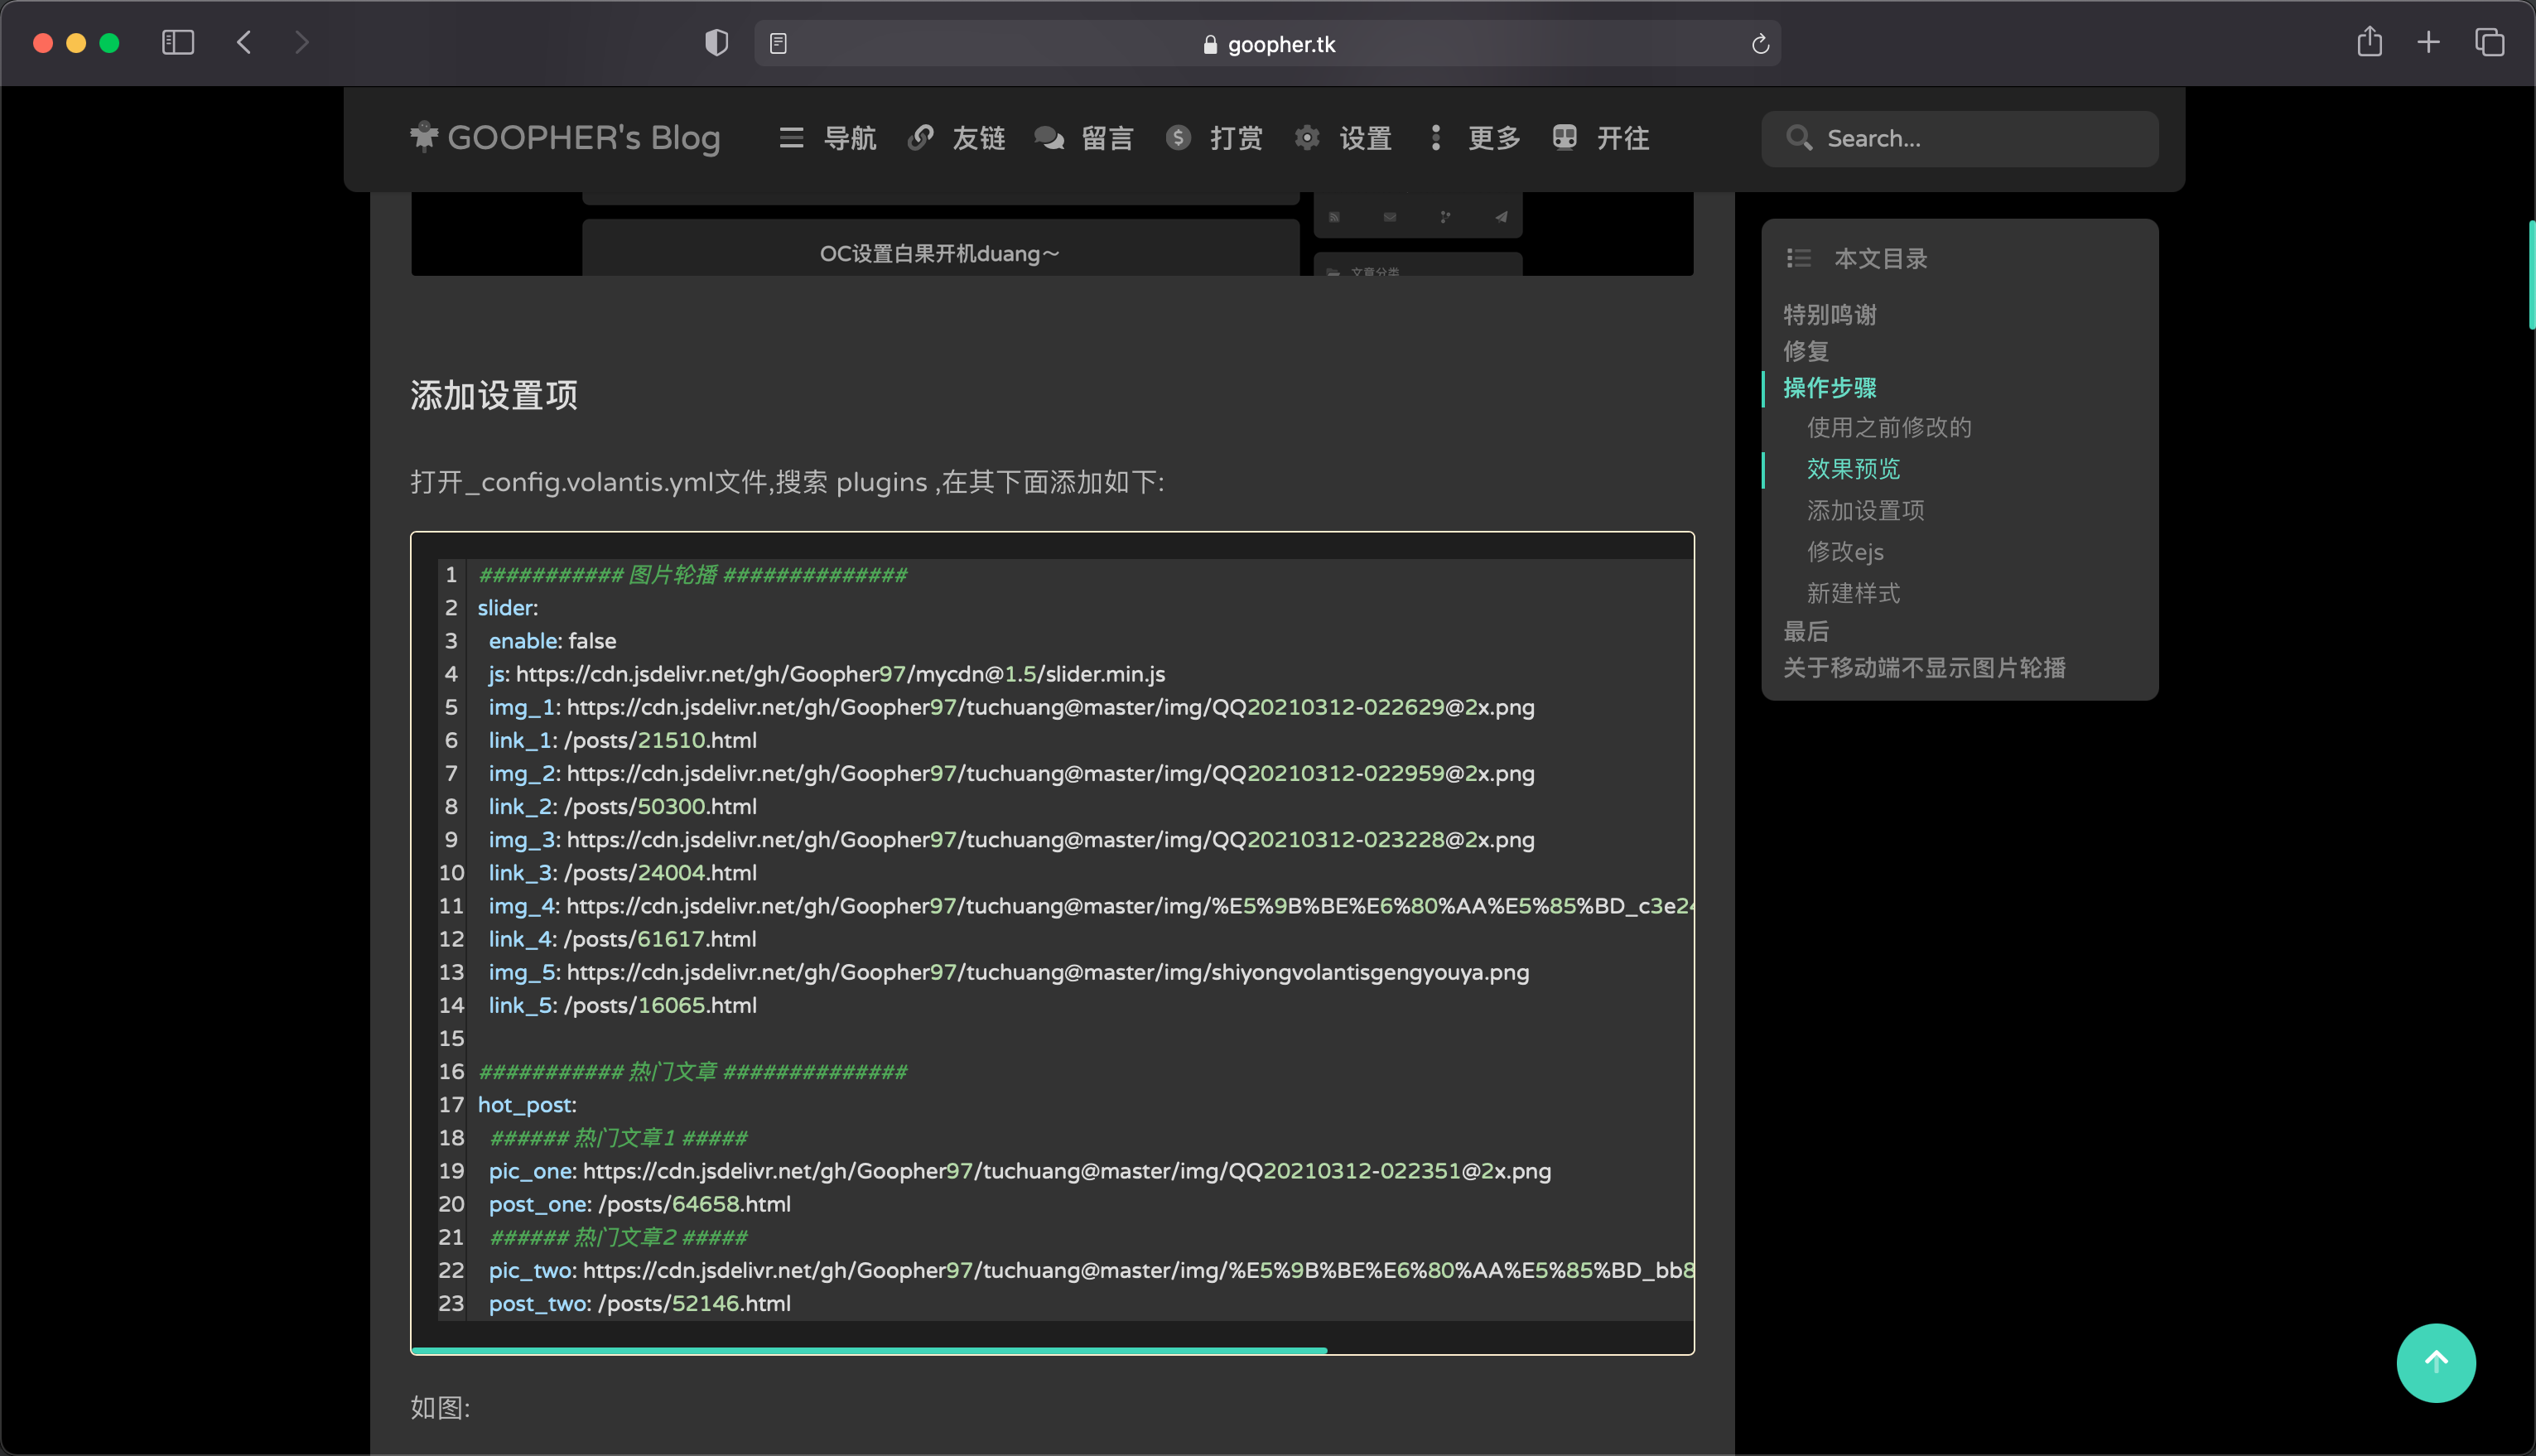 goopher.tk
GOOPHER's Blog 导航 友链 留言 打赏 设置 更多 开往 Search...
OC设置白果开机duang～
文章分类
添加设置项
打开_config.volantis.yml文件,搜索 plugins ,在其下面添加如下:
1 ########### 图片轮播 ##############
2 slider:
3 enable: false
4 js: https://cdn.jsdelivr.net/gh/Goopher97/mycdn@1.5/slider.min.js
5 img_1: https://cdn.jsdelivr.net/gh/Goopher97/tuchuang@master/img/QQ20210312-022629@2x.png
6 link_1: /posts/21510.html
7 img_2: https://cdn.jsdelivr.net/gh/Goopher97/tuchuang@master/img/QQ20210312-022959@2x.png
8 link_2: /posts/50300.html
9 img_3: https://cdn.jsdelivr.net/gh/Goopher97/tuchuang@master/img/QQ20210312-023228@2x.png
10 link_3: /posts/24004.html
11 img_4: https://cdn.jsdelivr.net/gh/Goopher97/tuchuang@master/img/%E5%9B%BE%E6%80%AA%E5%85%BD_c3e24
12 link_4: /posts/61617.html
13 img_5: https://cdn.jsdelivr.net/gh/Goopher97/tuchuang@master/img/shiyongvolantisgengyouya.png
14 link_5: /posts/16065.html
15
16 ########### 热门文章 ##############
17 hot_post:
18 ###### 热门文章1 #####
19 pic_one: https://cdn.jsdelivr.net/gh/Goopher97/tuchuang@master/img/QQ20210312-022351@2x.png
20 post_one: /posts/64658.html
21 ###### 热门文章2 #####
22 pic_two: https://cdn.jsdelivr.net/gh/Goopher97/tuchuang@master/img/%E5%9B%BE%E6%80%AA%E5%85%BD_bb8
23 post_two: /posts/52146.html
如图:
本文目录
特别鸣谢
修复
操作步骤
使用之前修改的
效果预览
添加设置项
修改ejs
新建样式
最后
关于移动端不显示图片轮播